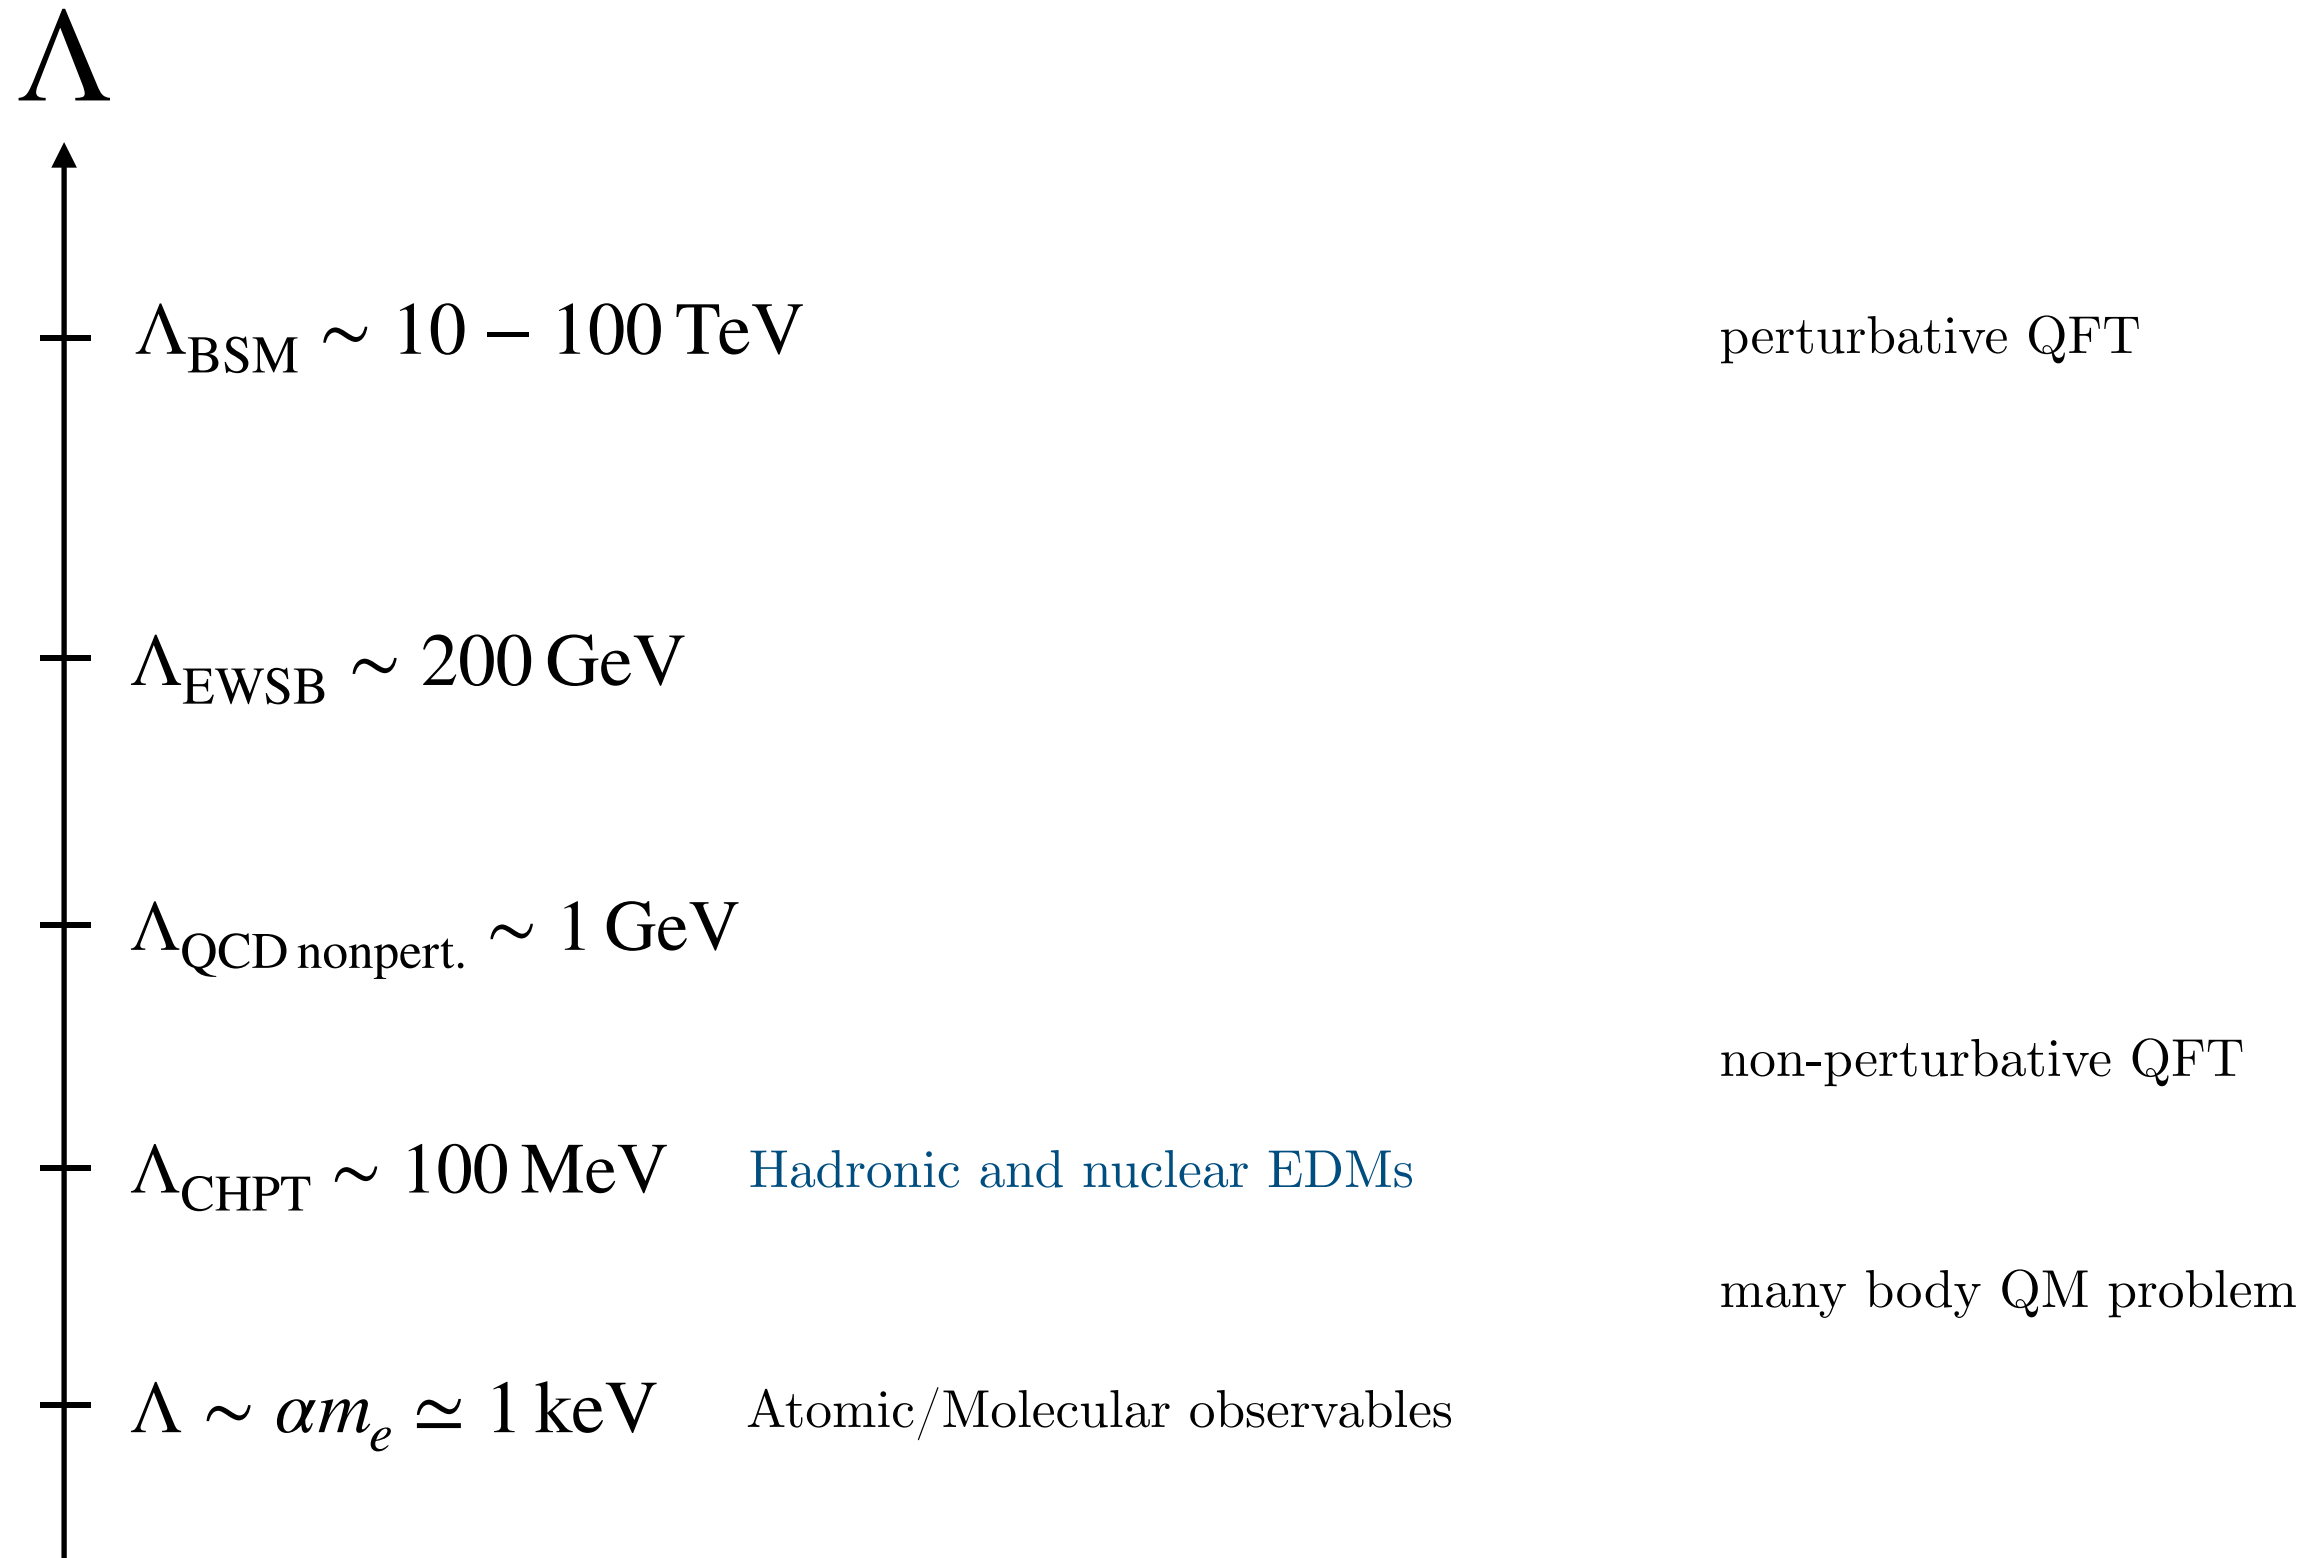 Λ
Λ_BSM ∼ 10 − 100 TeV perturbative QFT
Λ_EWSB ∼ 200 GeV
Λ_QCD nonpert. ∼ 1 GeV
non-perturbative QFT
Λ_CHPT ∼ 100 MeV Hadronic and nuclear EDMs
many body QM problem
Λ ∼ αm_e ≃ 1 keV Atomic/Molecular observables